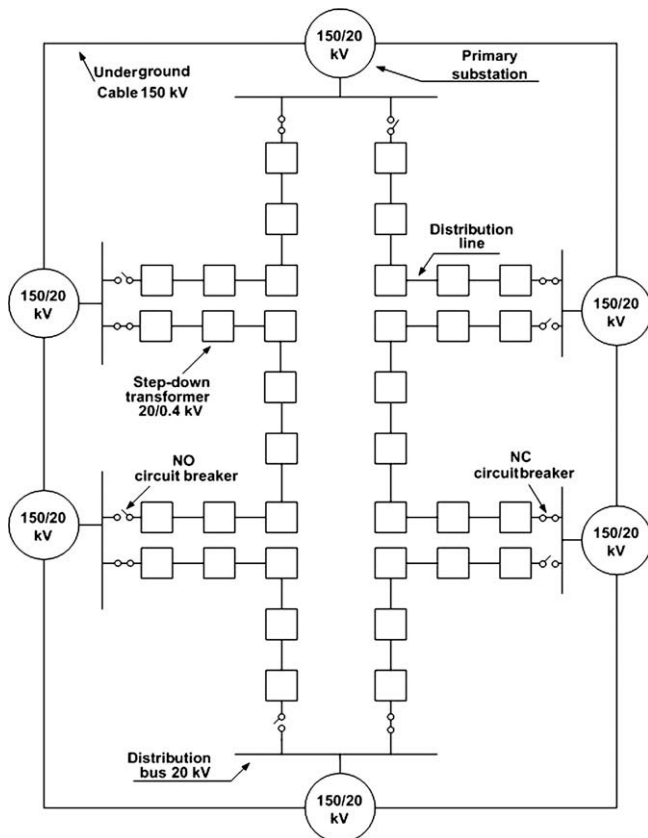 150/20
kV
Underground
Cable 150 kV
Primary
substation
Distribution
line
150/20
kV
150/20
kV
Step-down
transformer
20/0.4 kV
NO
circuit breaker
NC
circuitbreaker
150/20
kV
150/20
kV
Distribution
bus 20 kV
150/20
kV